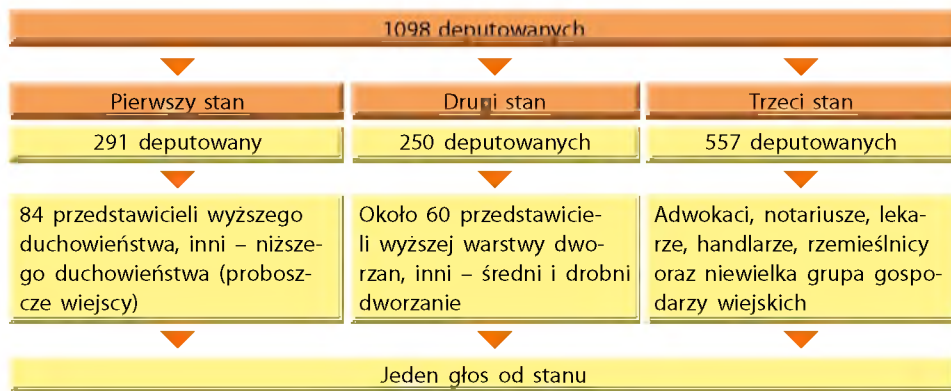 1098 deputowanych
Pierwszy stan
Drugi stan
Trzeci stan
291 deputowany
250 deputowanych
557 deputowanych
84 przedstawicieli wyższego
duchowieństwa, inni – niższe-
go duchowieństwa (probosz-
cze wiejscy)
Około 60 przedstawicie-
li wyższej warstwy dwo-
rzan, inni – średni i drobni
dworzanie
Adwokaci, notariusze, leka-
rze, handlarze, rzemieślnicy
oraz niewielka grupa gospo-
darzy wiejskich
Jeden głos od stanu